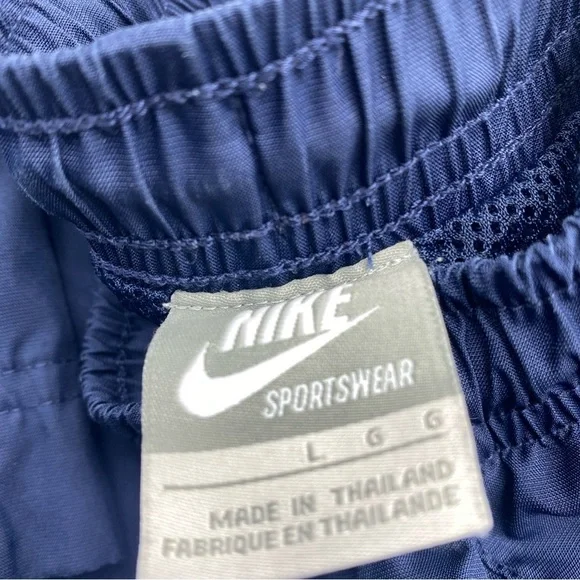 NIKE
SPORTSWEAR
L G G
MADE IN THAILAND
FABRIQUE EN THAILANDE